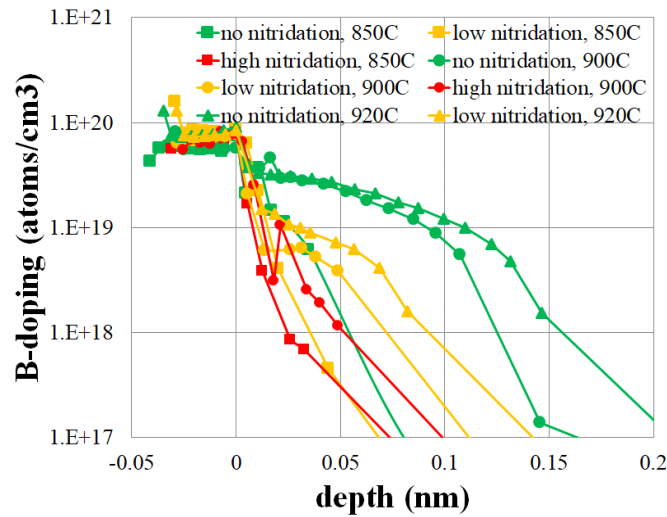 1.E+21
no nitridation, 850C low nitridation, 850C
high nitridation, 850C no nitridation, 900C
low nitridation, 900C high nitridation, 900C
no nitridation, 920C low nitridation, 920C
1.E+20
1.E+19
1.E+18
1.E+17
B-doping (atoms/cm3)
-0.05 0 0.05 0.1 0.15 0.2
depth (nm)